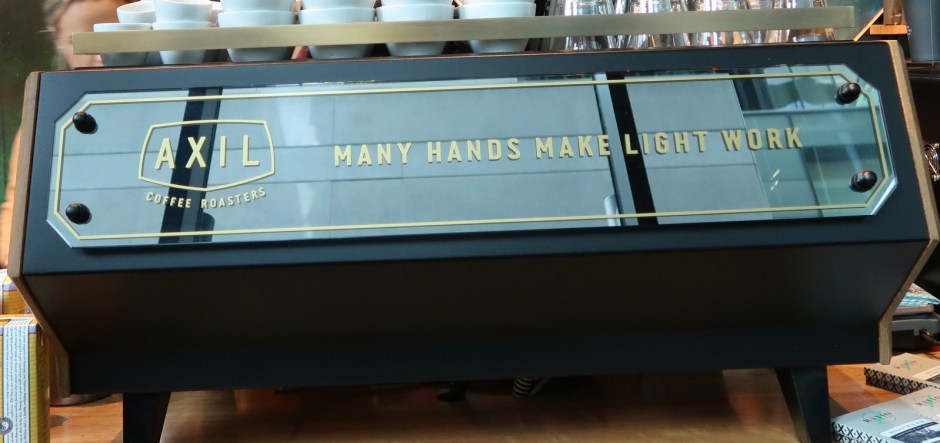 AXIL
COFFEE ROASTERS
MANY HANDS MAKE LIGHT WORK